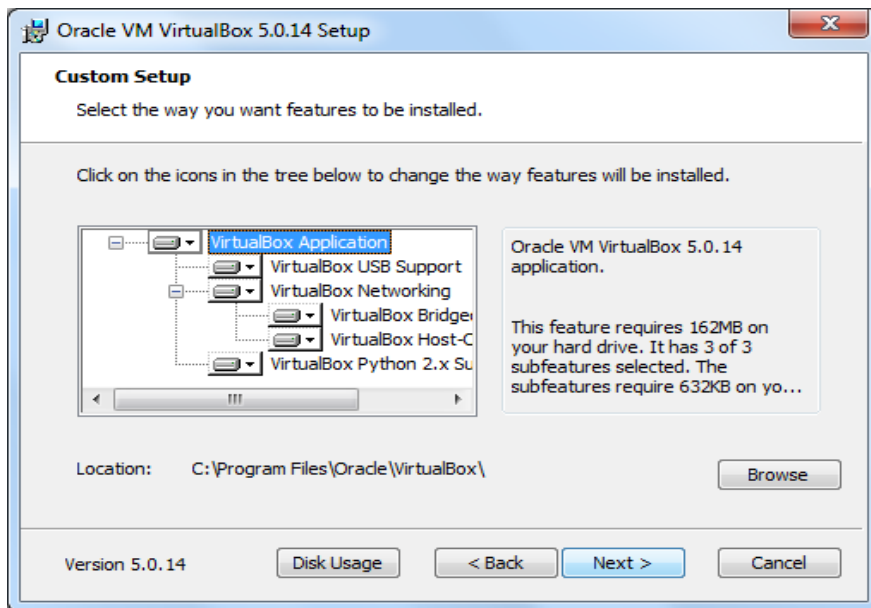 Oracle VM VirtualBox 5.0.14 Setup
Custom Setup
Select the way you want features to be installed.
Click on the icons in the tree below to change the way features will be installed.
VirtualBox Application
VirtualBox USB Support
VirtualBox Networking
VirtualBox Bridge
VirtualBox Host-C
VirtualBox Python 2.x Su
Oracle VM VirtualBox 5.0.14
application.
This feature requires 162MB on
your hard drive. It has 3 of 3
subfeatures selected. The
subfeatures require 632KB on yo...
Location: C:\Program Files\Oracle\VirtualBox\
Browse
Version 5.0.14
Disk Usage
< Back
Next >
Cancel